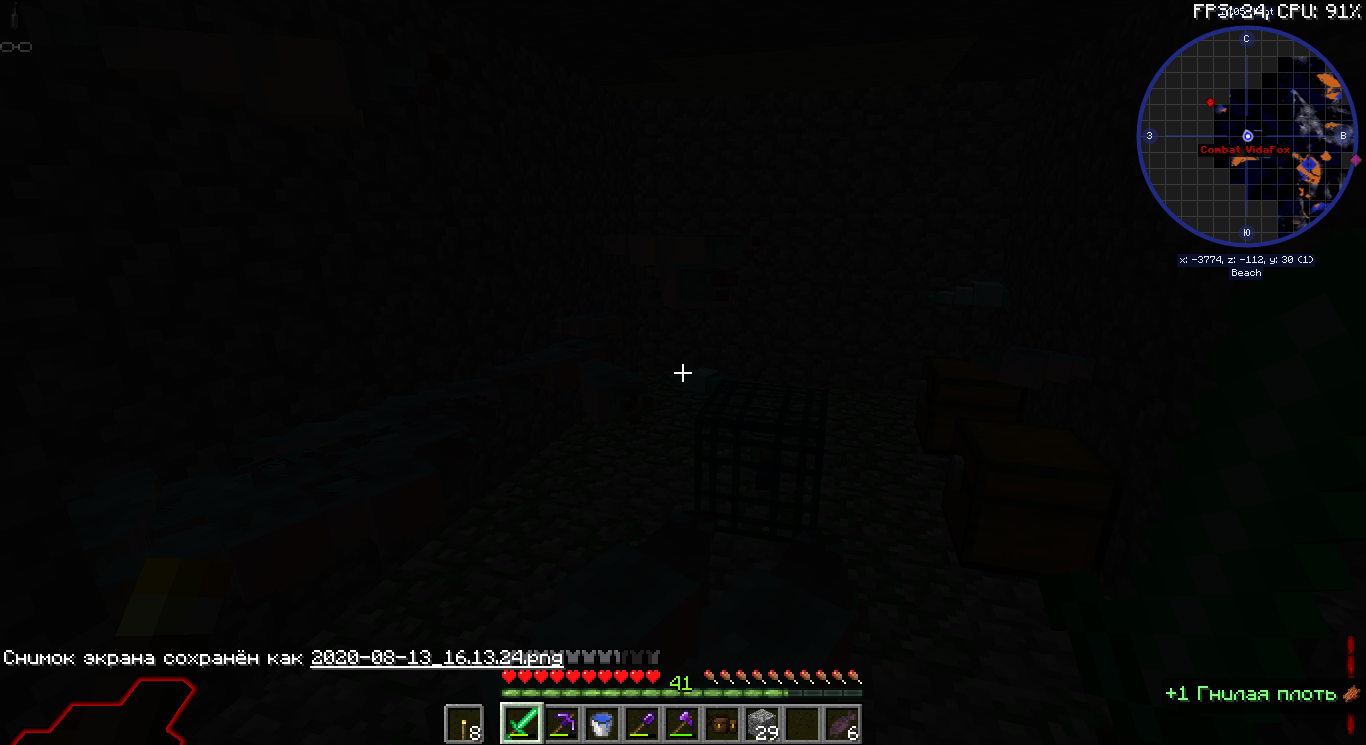 FPS: 24, CPU: 91%
С
З
В
Combat VidaFox
Ю
x: -3774, z: -112, y: 30 (1)
Beach
Снимок экрана сохранён как 2020-08-13_16.13.24.png
41
+1 Гнилая плоть
8
29
6